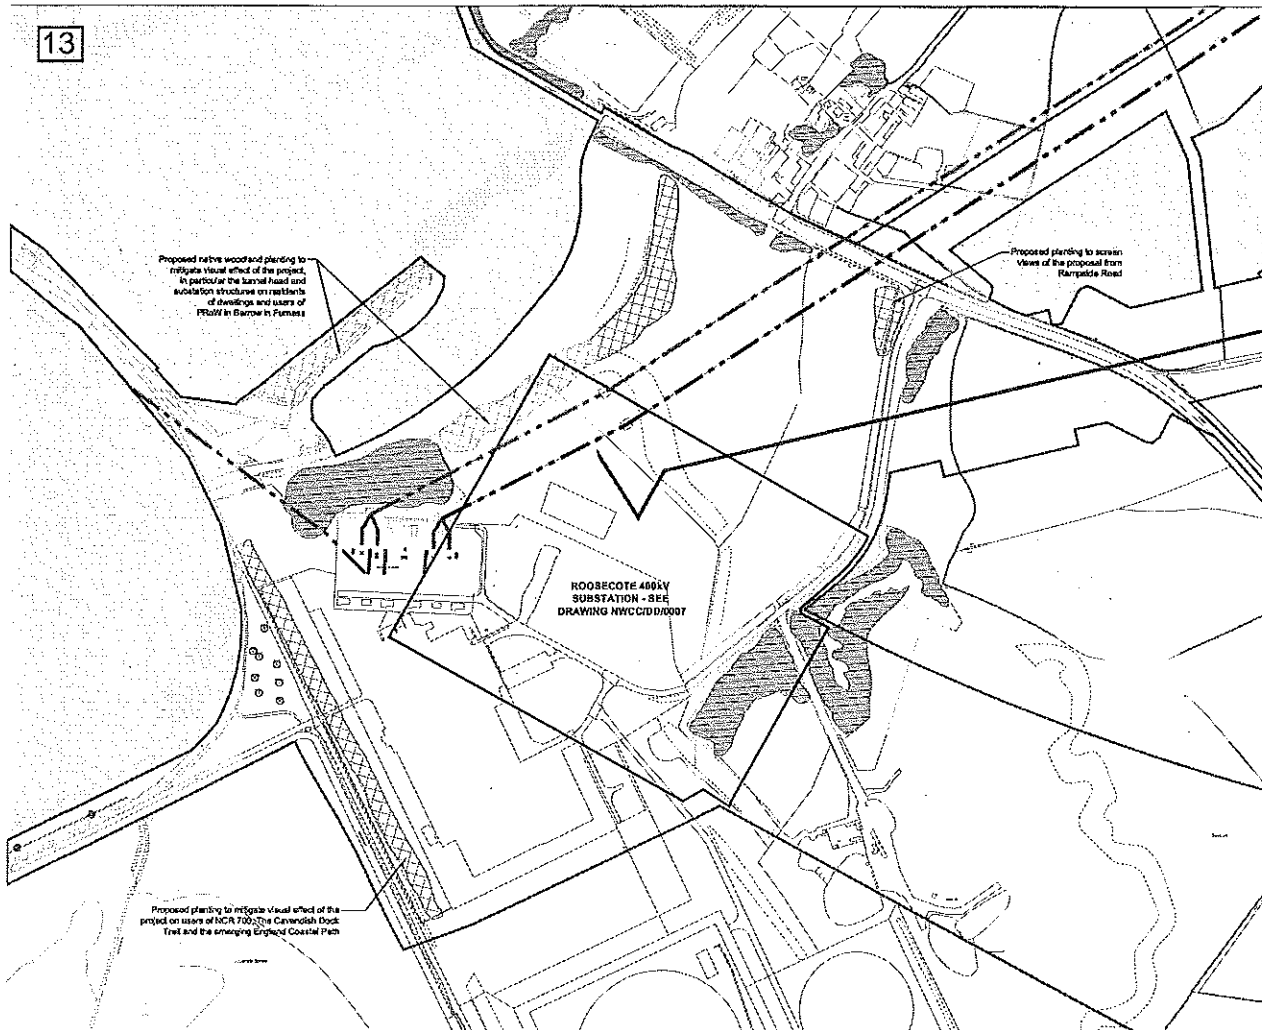 13
Proposed native woodland planting to
mitigate visual effect of the project,
in particular the tunnel head and
substation structures on residents
of dwellings and users of
PRoW in Barrow in Furness
Proposed planting to screen
views of the proposal from
Rampside Road
ROOSECOTE 400kV
SUBSTATION - SEE
DRAWING NWCC/DD/0007
Proposed planting to mitigate visual effect of the
project on users of NCR 700, The Cavendish Dock
Trail and the emerging England Coastal Path